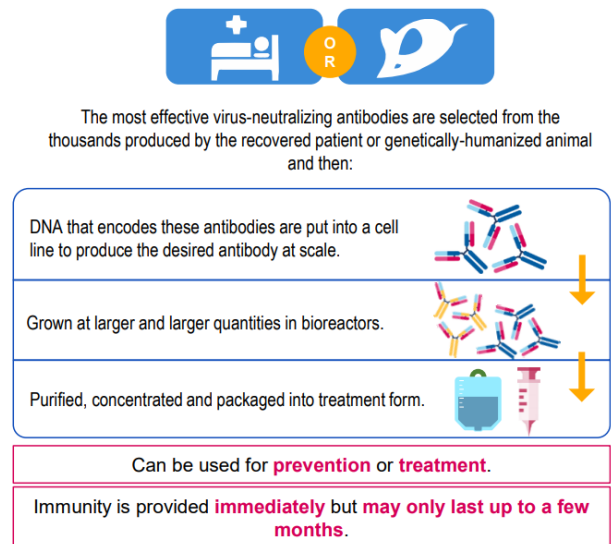 O
R
The most effective virus-neutralizing antibodies are selected from the
thousands produced by the recovered patient or genetically-humanized animal
and then:
DNA that encodes these antibodies are put into a cell
line to produce the desired antibody at scale.
Grown at larger and larger quantities in bioreactors.
Purified, concentrated and packaged into treatment form.
Can be used for prevention or treatment.
Immunity is provided immediately but may only last up to a few
months.